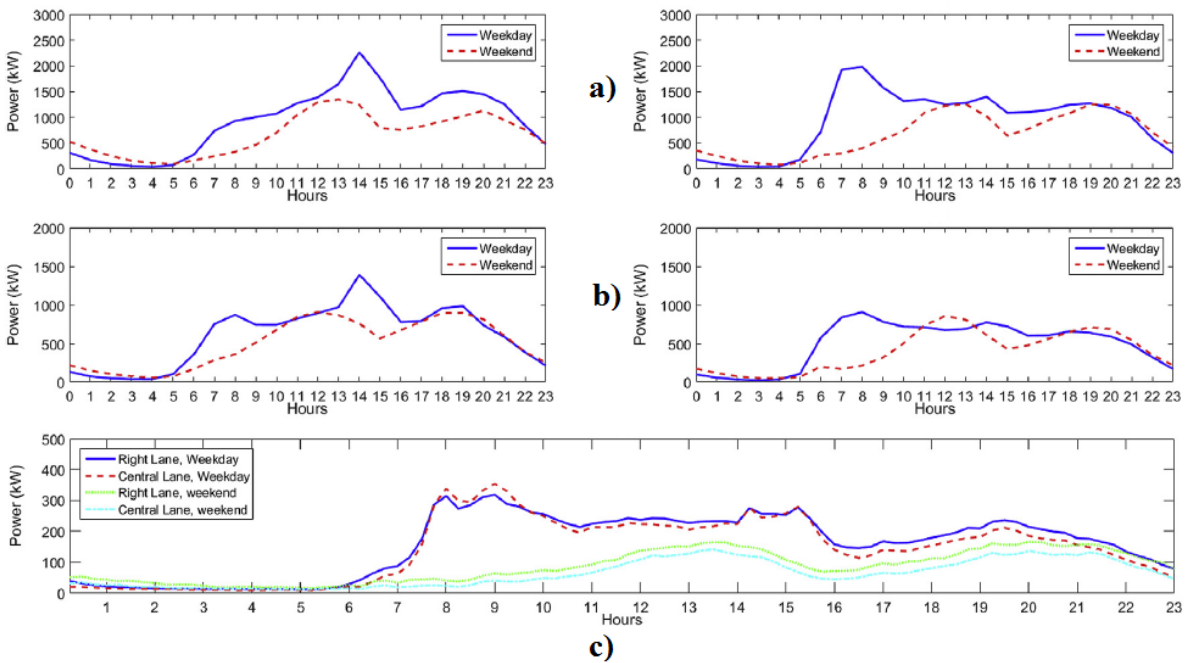 3000
2500
2000
1500
1000
500
0
Power (kW)
Weekday
Weekend
0 1 2 3 4 5 6 7 8 9 10 11 12 13 14 15 16 17 18 19 20 21 22 23
Hours
a)
3000
2500
2000
1500
1000
500
0
Power (kW)
Weekday
Weekend
0 1 2 3 4 5 6 7 8 9 10 11 12 13 14 15 16 17 18 19 20 21 22 23
Hours
2000
1500
1000
500
0
Power (kW)
Weekday
Weekend
0 1 2 3 4 5 6 7 8 9 10 11 12 13 14 15 16 17 18 19 20 21 22 23
Hours
b)
2000
1500
1000
500
0
Power (kW)
Weekday
Weekend
0 1 2 3 4 5 6 7 8 9 10 11 12 13 14 15 16 17 18 19 20 21 22 23
Hours
500
400
300
200
100
0
Power (kW)
Right Lane, Weekday
Central Lane, Weekday
Right Lane, weekend
Central Lane, weekend
1 2 3 4 5 6 7 8 9 10 11 12 13 14 15 16 17 18 19 20 21 22 23
Hours
c)